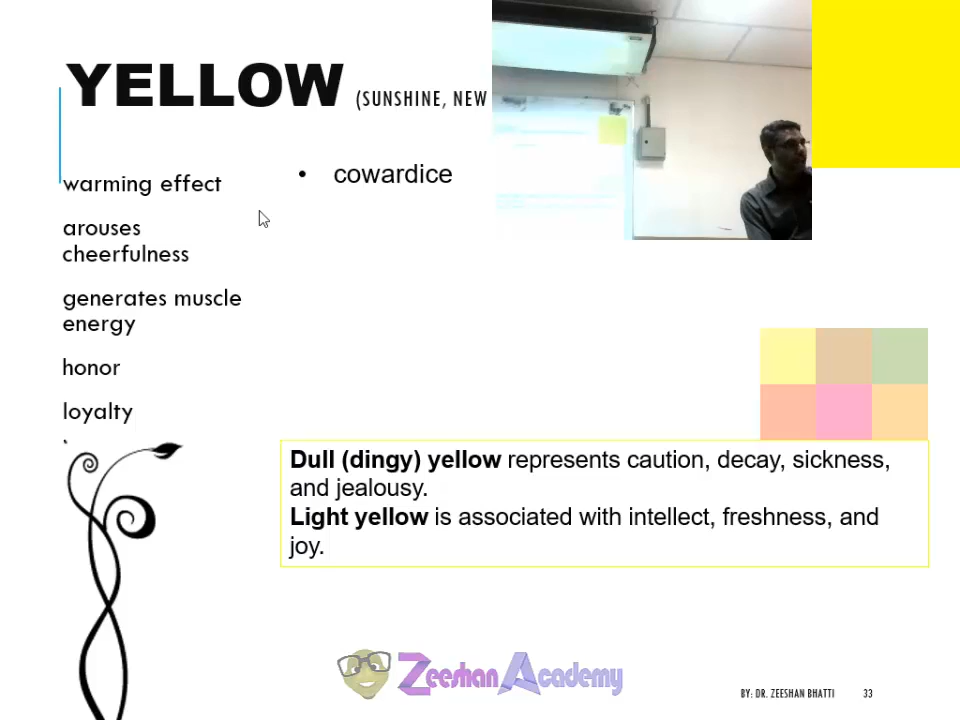 YELLOW (SUNSHINE, NEW
warming effect
arouses
cheerfulness
generates muscle
energy
honor
loyalty
• cowardice
Dull (dingy) yellow represents caution, decay, sickness,
and jealousy.
Light yellow is associated with intellect, freshness, and
joy.
Zeeshan Academy
BY: DR. ZEESHAN BHATTI 33